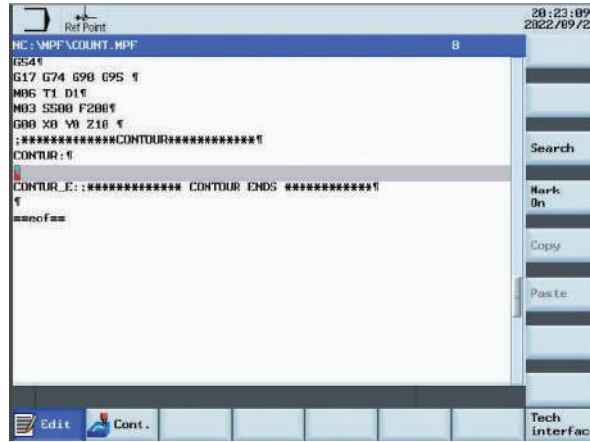 Ref Point
20:23:09
2022/09/2
NC:\MPF\COUNT.MPF 8
G54¶
G17 G74 G90 G95 ¶
M06 T1 D1¶
M03 S500 F200¶
G00 X0 Y0 Z10 ¶
;*************CONTOUR************¶
CONTUR:¶
¶
CONTUR_E:;************* CONTOUR ENDS ************¶
¶
==eof==
Search
Mark
On
Copy
Paste
Edit
Cont.
Tech
interfac